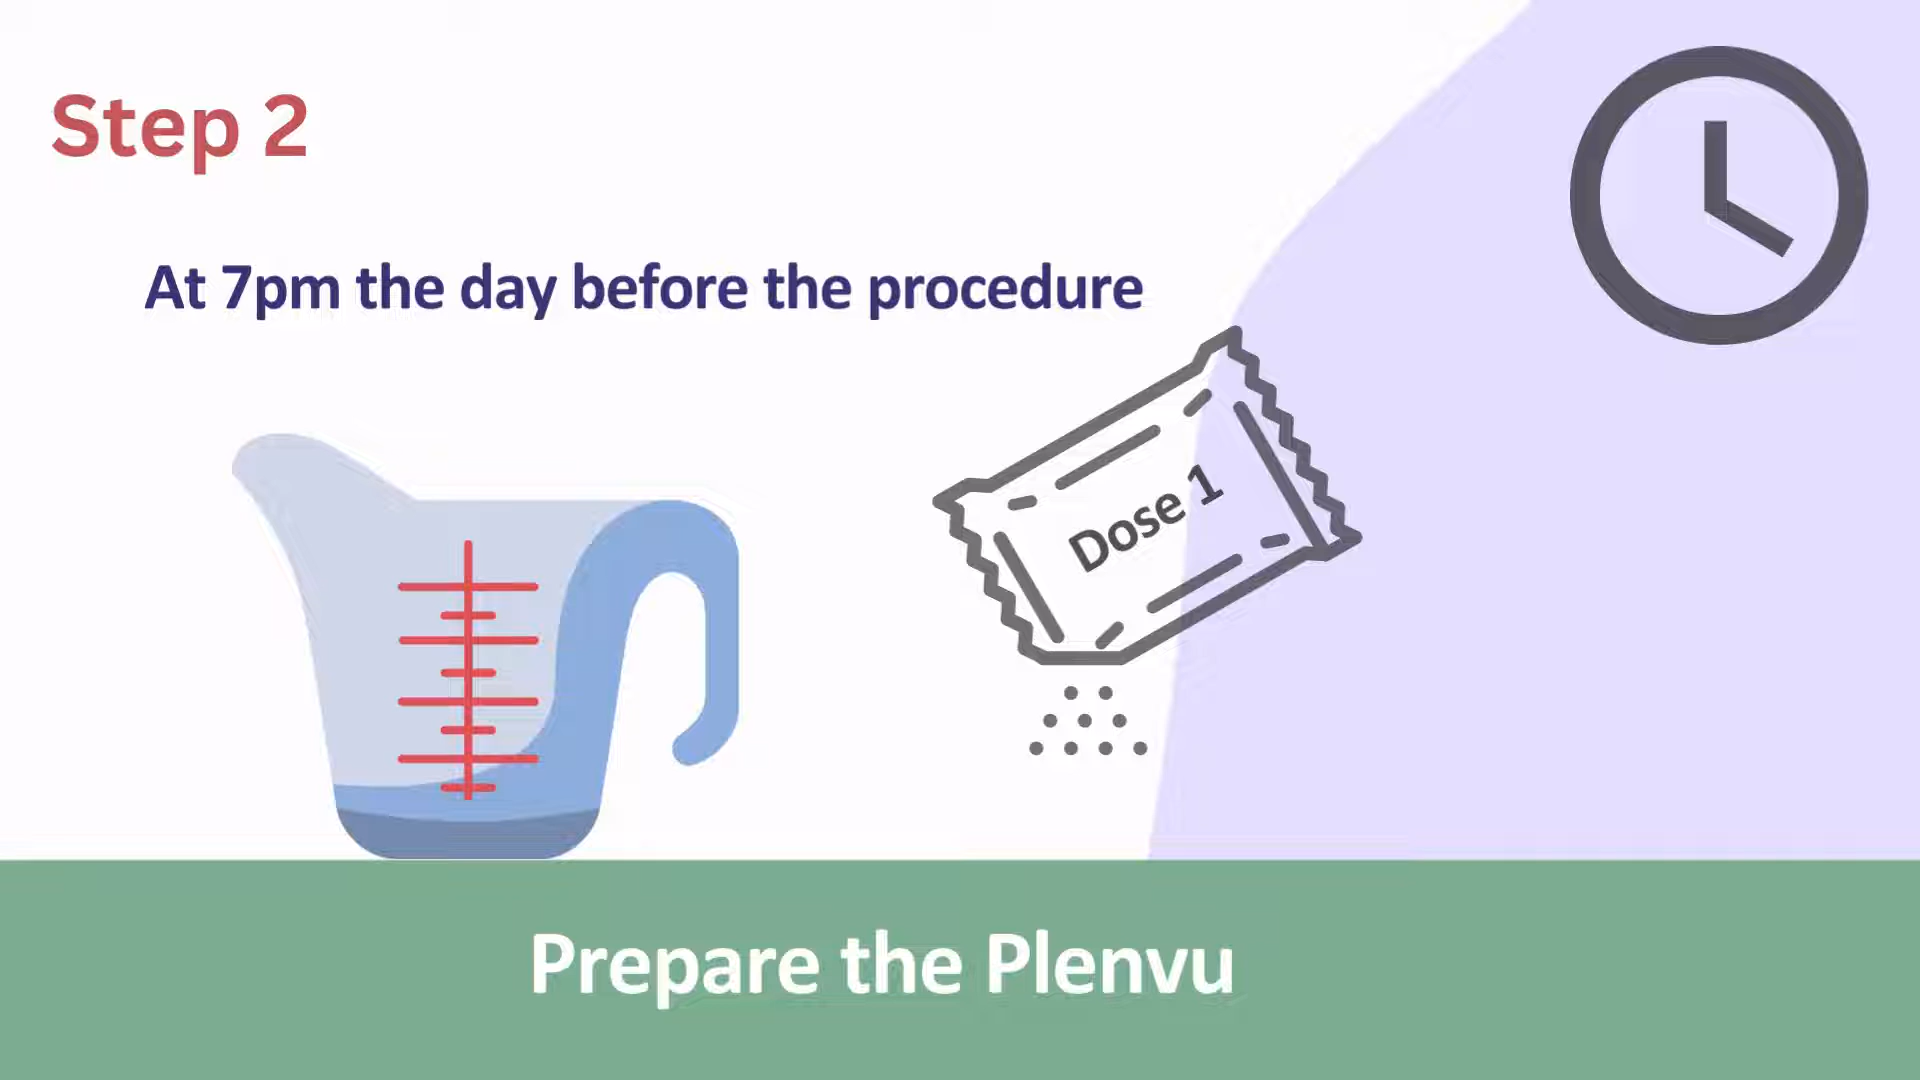 Step 2
At 7pm the day before the procedure
Dose 1
Prepare the Plenvu